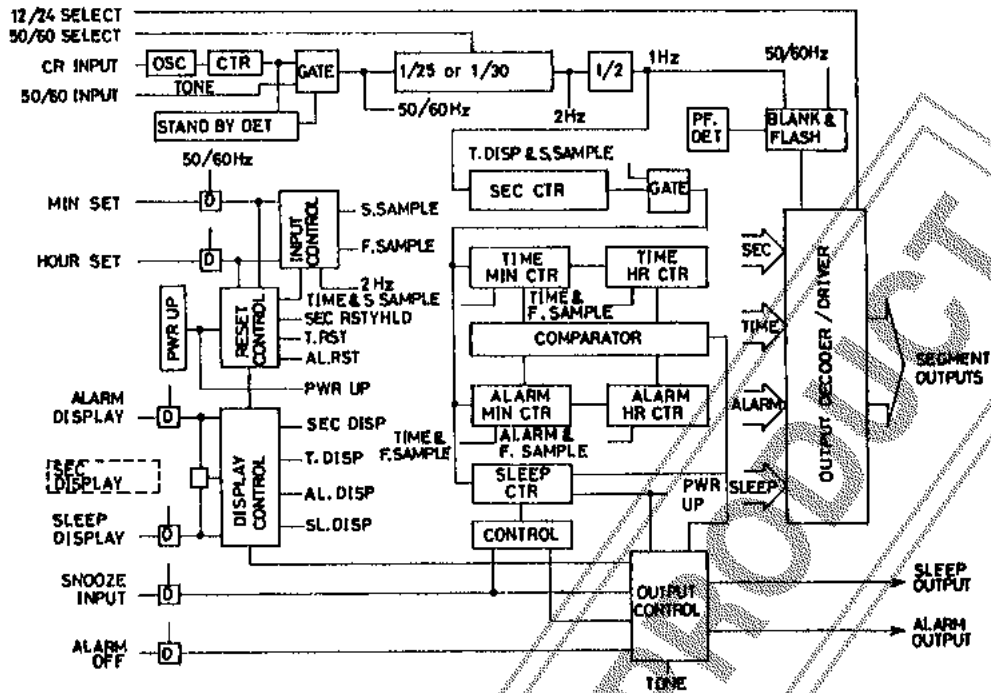 12/24 SELECT
50/60 SELECT
CR INPUT
OSC
CTR
GATE
1/25 or 1/30
1/2
1Hz
50/60Hz
TONE
50/60 INPUT
50/60Hz
2Hz
STAND BY DET
PF.
DET
BLANK &
FLASH
50/60Hz
T.DISP & S.SAMPLE
SEC CTR
GATE
MIN SET
D
INPUT
CONTROL
S.SAMPLE
F.SAMPLE
HOUR SET
D
2 Hz
TIME & S SAMPLE
SEC RSTYHLD
T.RST
AL.RST
PWR UP
RESET
CONTROL
PWR UP
TIME
MIN CTR
TIME
HR CTR
TIME &
F. SAMPLE
COMPARATOR
ALARM
MIN CTR
ALARM
HR CTR
TIME &
F.SAMPLE
ALARM &
F. SAMPLE
SLEEP
CTR
PWR
UP
CONTROL
SEC
TIME
ALARM
SLEEP
OUTPUT DECODER / DRIVER
SEGMENT
OUTPUTS
ALARM
DISPLAY
D
SEC
DISPLAY
SLEEP
DISPLAY
D
DISPLAY
CONTROL
SEC DISP
T. DISP
AL. DISP
SL. DISP
SNOOZE
INPUT
D
ALARM
OFF
D
OUTPUT
CONTROL
SLEEP
OUTPUT
ALARM
OUTPUT
TONE
PRODUCT